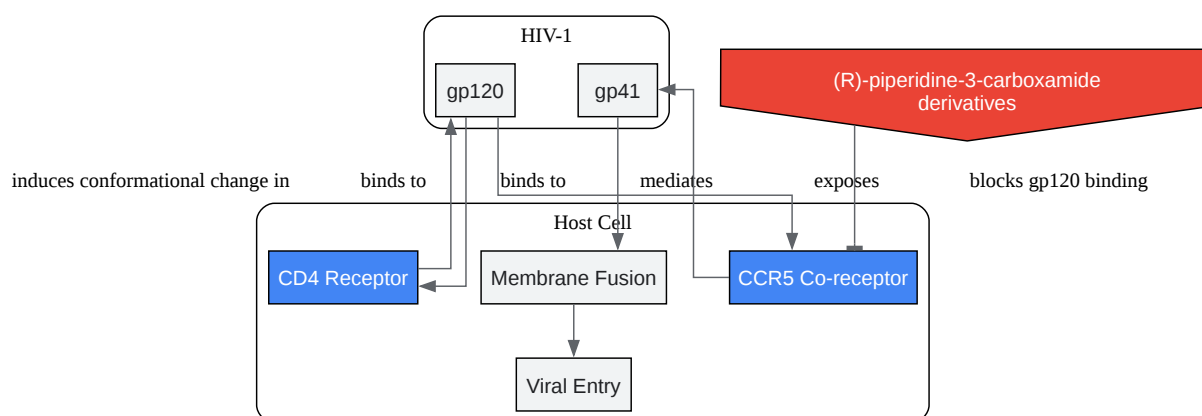 HIV-1
gp120
gp41
(R)-piperidine-3-carboxamide
derivatives
induces conformational change in
binds to
binds to
mediates
exposes
blocks gp120 binding
Host Cell
CD4 Receptor
Membrane Fusion
CCR5 Co-receptor
Viral Entry